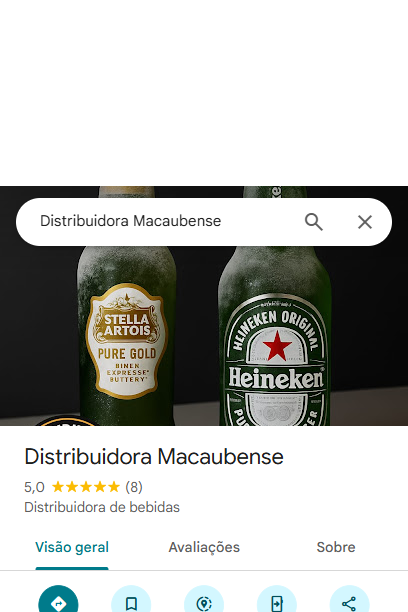 Distribuidora Macaubense
STELLA
ARTOIS
PURE GOLD
BINEN
EXPRESSE*
BUTTERY*
HEINEKEN ORIGINAL
Heineken
Distribuidora Macaubense
5,0 ★★★★★ (8)
Distribuidora de bebidas
Visão geral
Avaliações
Sobre